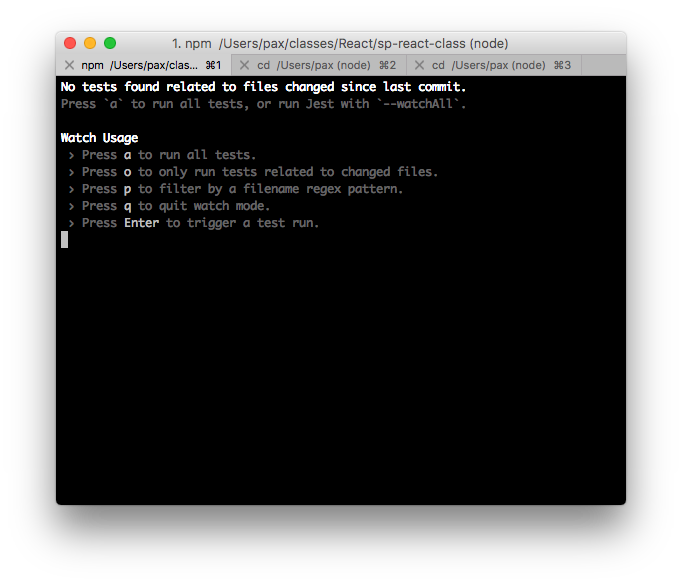 1. npm /Users/pax/classes/React/sp-react-class (node)
npm /Users/pax/clas... ⌘1 cd /Users/pax (node) ⌘2 cd /Users/pax (node) ⌘3
No tests found related to files changed since last commit.
Press `a` to run all tests, or run Jest with `--watchAll`.
Watch Usage
› Press a to run all tests.
› Press o to only run tests related to changed files.
› Press p to filter by a filename regex pattern.
› Press q to quit watch mode.
› Press Enter to trigger a test run.